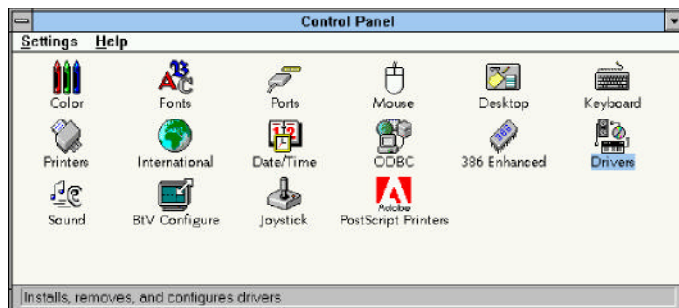 Control Panel
Settings Help
Color Fonts Ports Mouse Desktop Keyboard
386
Printers International Date/Time ODBC 386 Enhanced Drivers
Adobe
Sound BtV Configure Joystick PostScript Printers
Installs, removes, and configures drivers